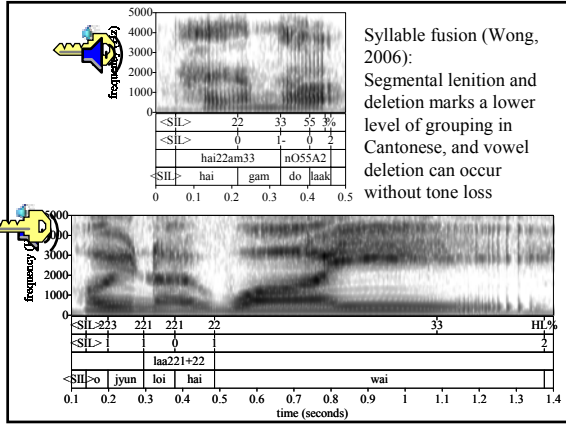 5000
4000
3000
2000
1000
0
frequency (Hz)
<SIL> 22 33 55 3%
<SIL> 0 1- 0 2
hai22am33 nO55A2
<SIL> hai gam do laak
0 0.1 0.2 0.3 0.4 0.5
Syllable fusion (Wong,
2006):
Segmental lenition and
deletion marks a lower
level of grouping in
Cantonese, and vowel
deletion can occur
without tone loss
5000
4000
3000
2000
1000
0
<SIL> 223 221 221 22 33 HL%
<SIL> 1 1 0 1 2
laa221+22
<SIL> o jyun loi hai wai
0.1 0.2 0.3 0.4 0.5 0.6 0.7 0.8 0.9 1 1.1 1.2 1.3 1.4
time (seconds)